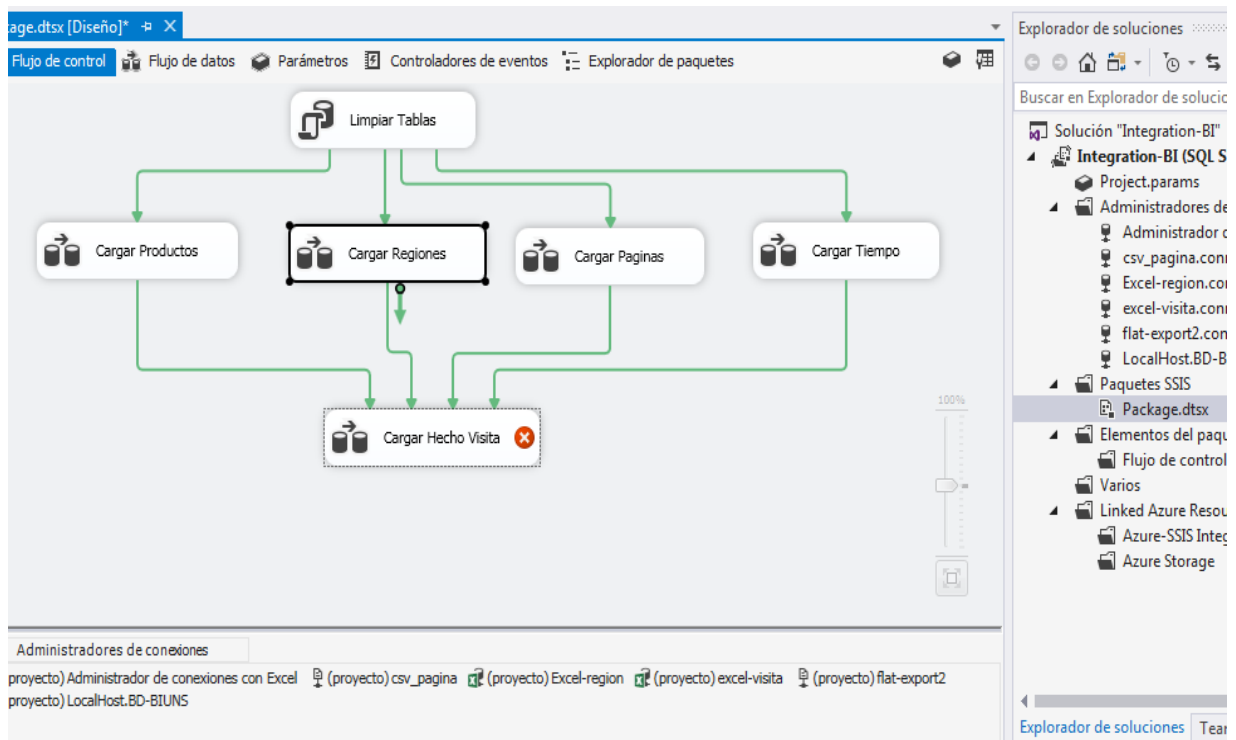 age.dtsx [Diseño]*
Flujo de control Flujo de datos Parámetros Controladores de eventos Explorador de paquetes
Limpiar Tablas
Cargar Productos
Cargar Regiones
Cargar Paginas
Cargar Tiempo
Cargar Hecho Visita
100%
Administradores de conexiones
proyecto) Administrador de conexiones con Excel (proyecto) csv_pagina (proyecto) Excel-region (proyecto) excel-visita (proyecto) flat-export2
proyecto) LocalHost.BD-BIUNS
Explorador de soluciones
Buscar en Explorador de solucio
Solución "Integration-BI"
Integration-BI (SQL S
Project.params
Administradores de
Administrador
csv_pagina.con
Excel-region.co
excel-visita.con
flat-export2.con
LocalHost.BD-B
Paquetes SSIS
Package.dtsx
Elementos del paqu
Flujo de control
Varios
Linked Azure Resou
Azure-SSIS Integ
Azure Storage
Explorador de soluciones Tear